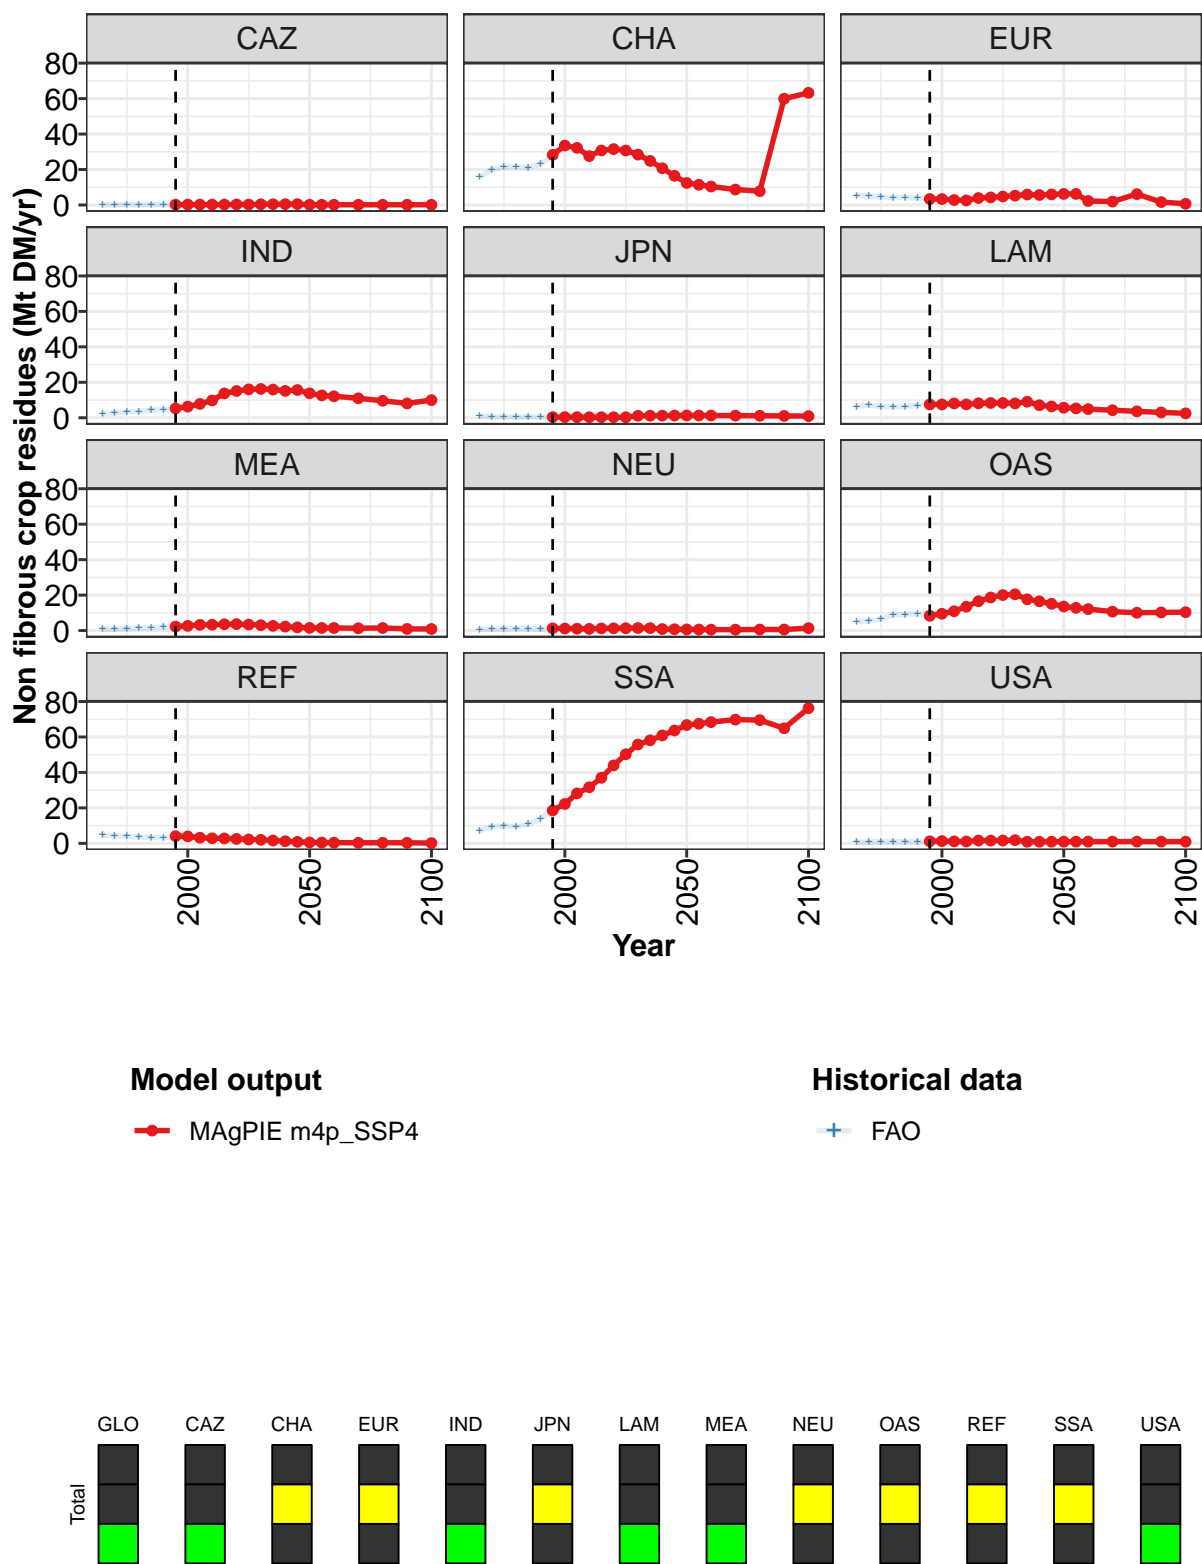 CAZ CHA EUR
80
60
40
20
0
IND JPN LAM
80
60
40
20
0
MEA NEU OAS
80
60
40
20
0
REF SSA USA
80
60
40
20
0
Non fibrous crop residues (Mt DM/yr)
2000 2050 2100 2000 2050 2100 2000 2050 2100
Year
Model output Historical data
MAgPIE m4p_SSP4 FAO
GLO CAZ CHA EUR IND JPN LAM MEA NEU OAS REF SSA USA
Total